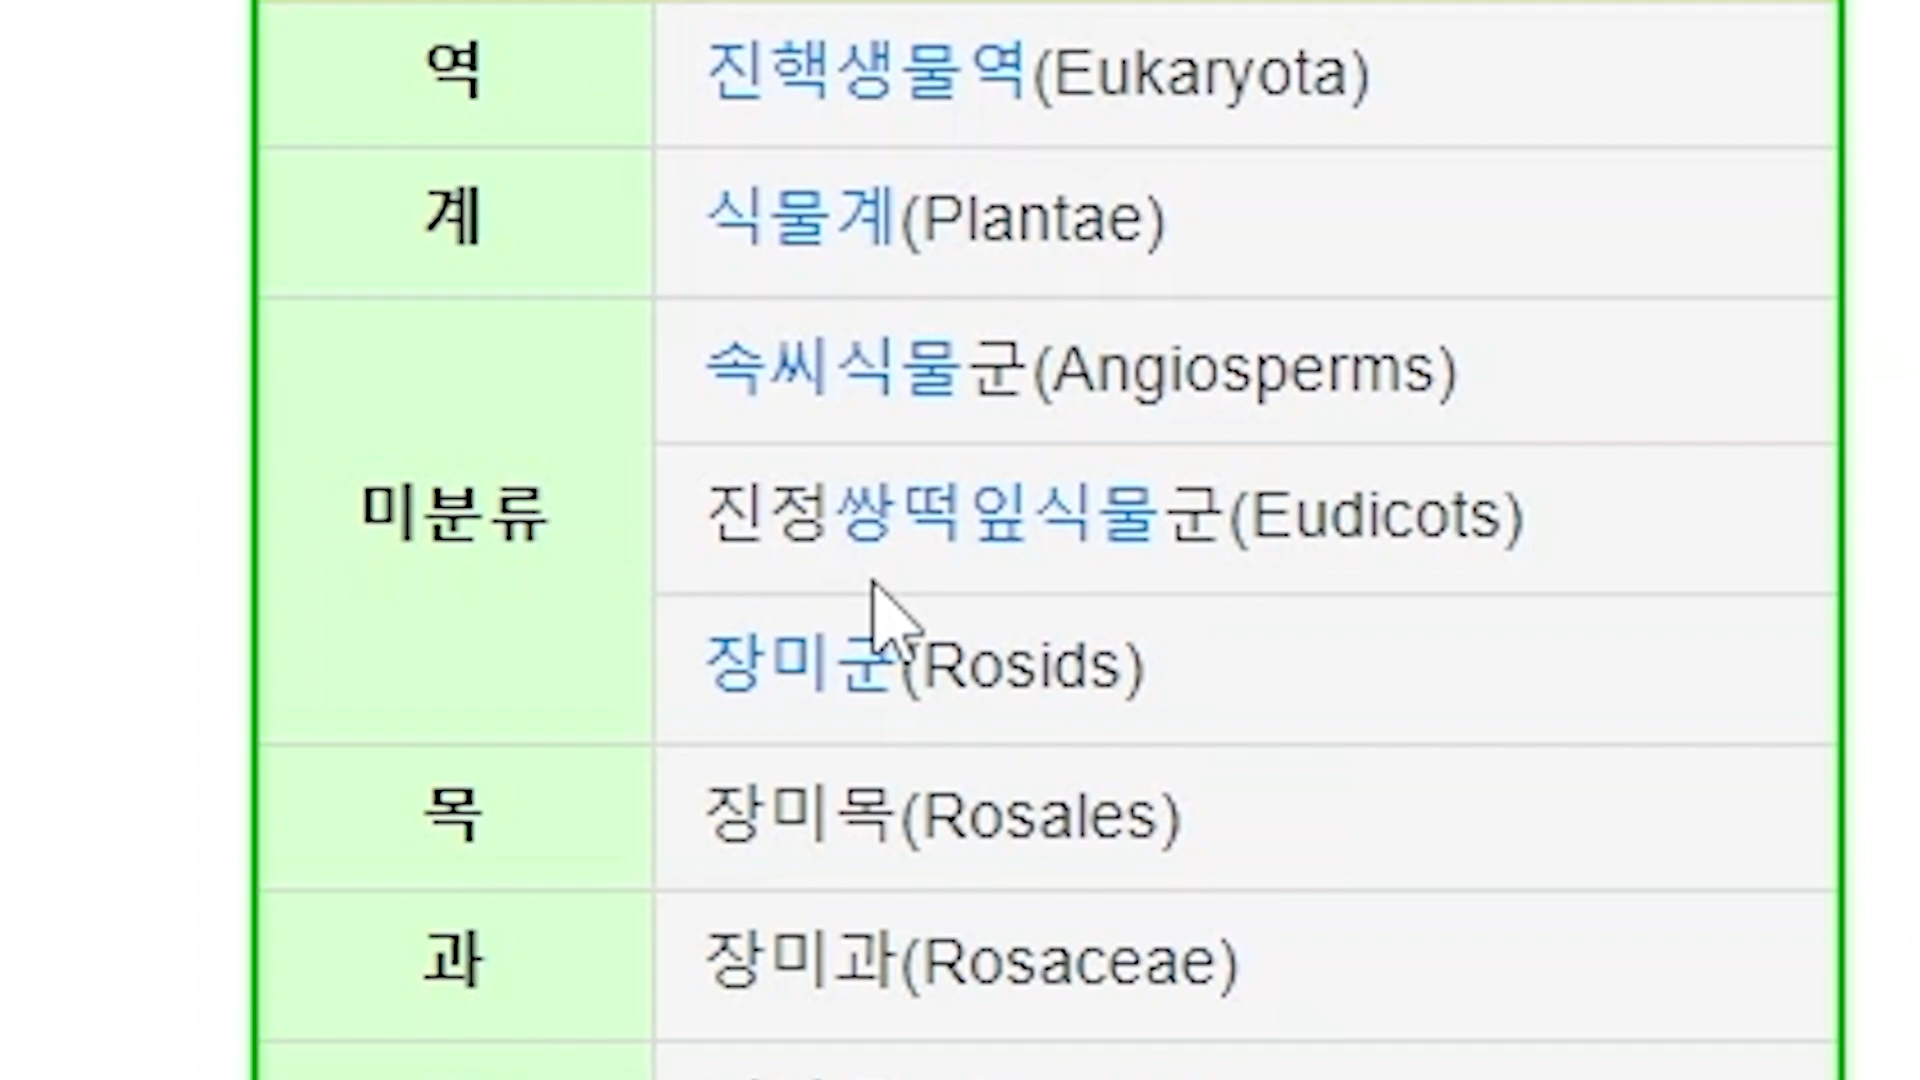 역 진핵생물역(Eukaryota)
계 식물계(Plantae)
속씨식물군(Angiosperms)
미분류 진정쌍떡잎식물군(Eudicots)
장미군(Rosids)
목 장미목(Rosales)
과 장미과(Rosaceae)